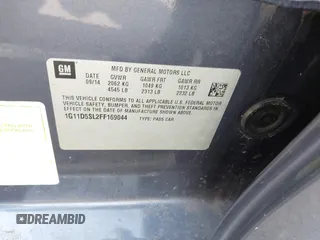 GM
MFD BY GENERAL MOTORS LLC
DATE GVWR GAWR FRT GAWR RR
09/14 2062 KG 1049 KG 1013 KG
4545 LB 2313 LB 2232 LB
THIS VEHICLE CONFORMS TO ALL APPLICABLE U.S. FEDERAL MOTOR
VEHICLE SAFETY, BUMPER, AND THEFT PREVENTION STANDARDS
IN EFFECT ON THE DATE OF MANUFACTURE SHOWN ABOVE.
1G11D5SL2FF169044 TYPE: PASS CAR
DREAMBID